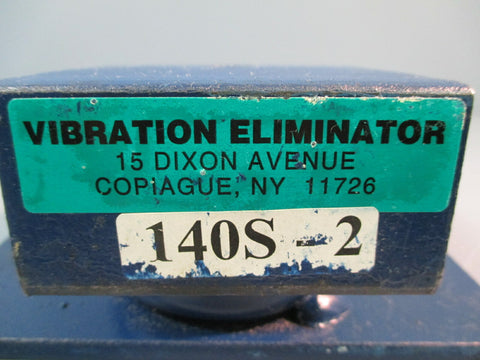 VIBRATION ELIMINATOR
15 DIXON AVENUE
COPIAGUE, NY 11726
140S - 2